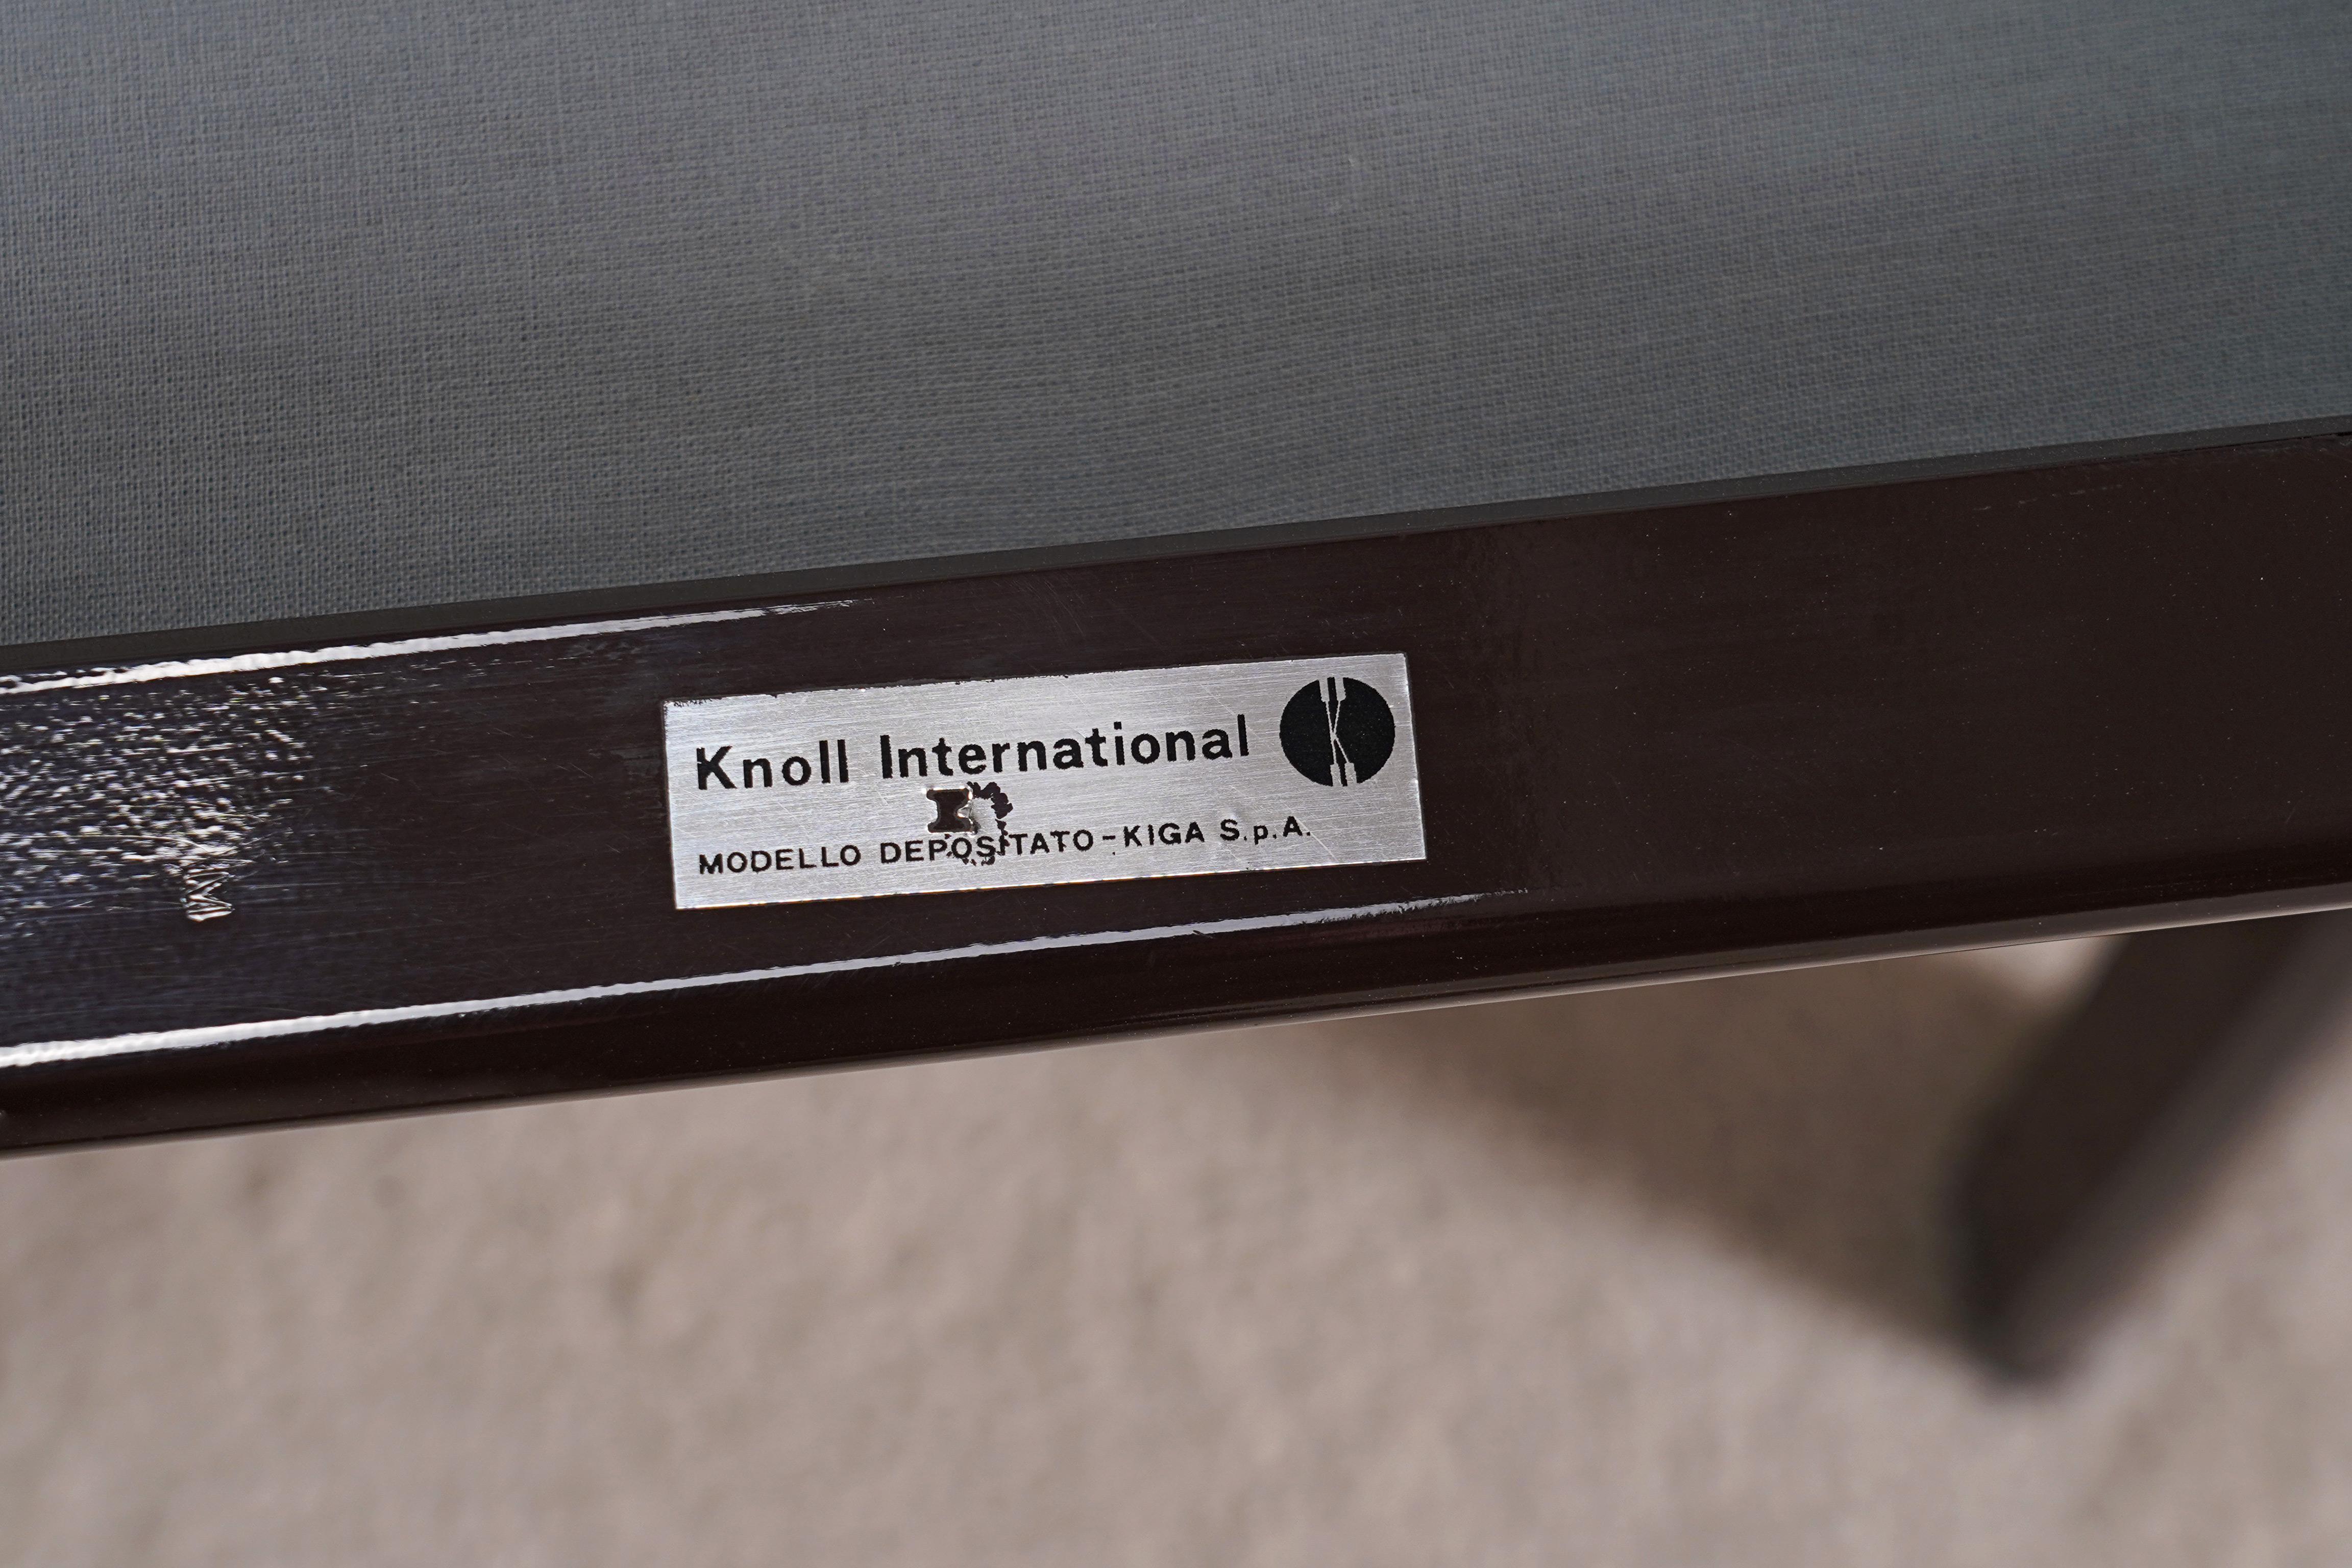 Knoll International K
MODELLO DEPOSITATO-KIGA S.p.A.